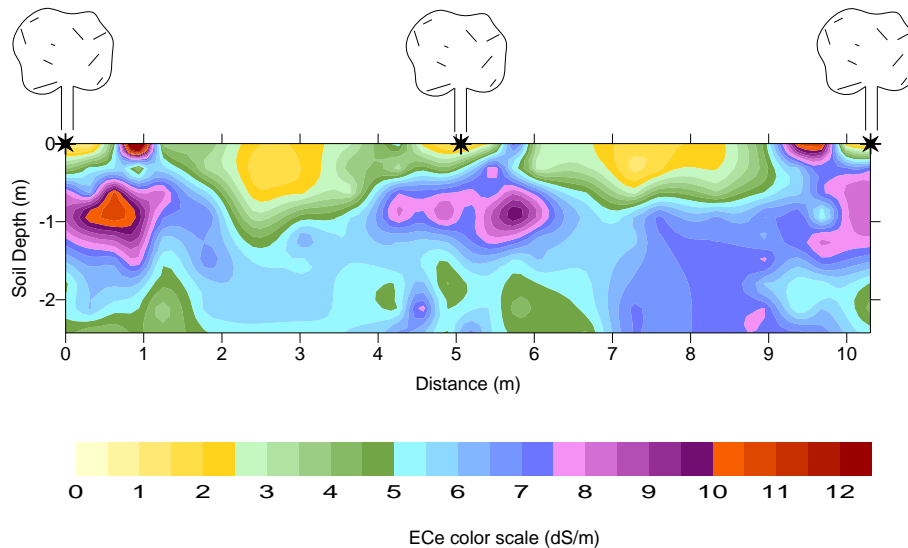 0
-1
-2
Soil Depth (m)
0 1 2 3 4 5 6 7 8 9 10
Distance (m)
0 1 2 3 4 5 6 7 8 9 10 11 12
ECe color scale (dS/m)